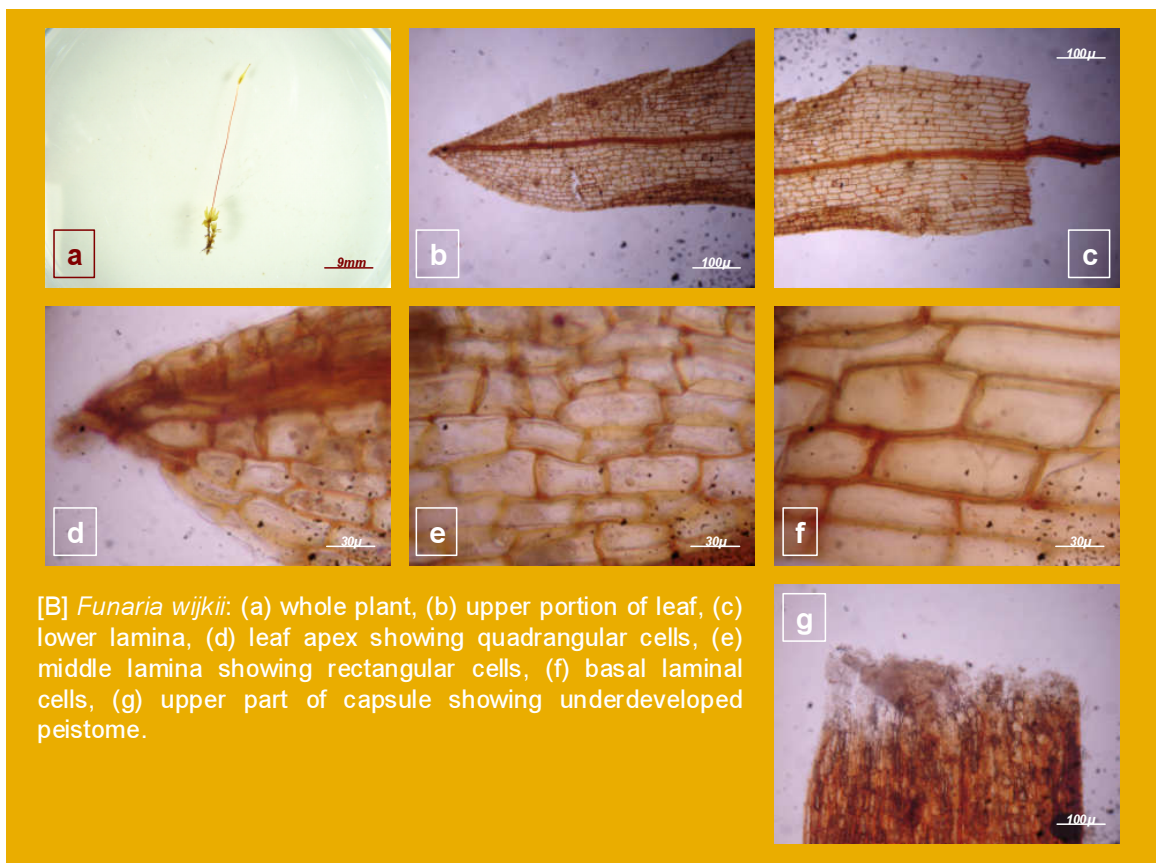 a
9mm
b
100µ
100µ
c
d
30µ
e
30µ
f
30µ
[B] Funaria wijkii: (a) whole plant, (b) upper portion of leaf, (c)
lower lamina, (d) leaf apex showing quadrangular cells, (e)
middle lamina showing rectangular cells, (f) basal laminal
cells, (g) upper part of capsule showing underdeveloped
peistome.
g
100µ